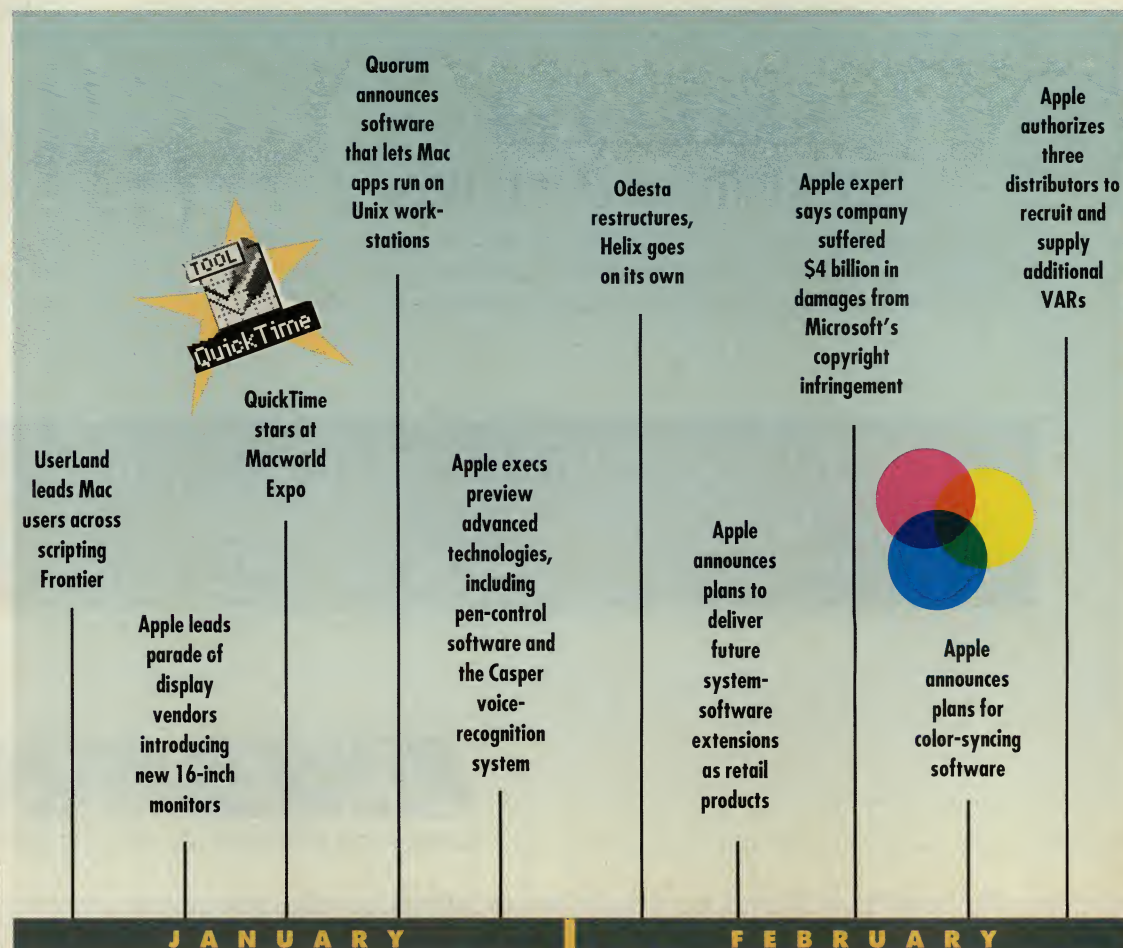 UserLand
leads Mac
users across
scripting
Frontier
Apple leads
parade of
display
vendors
introducing
new 16-inch
monitors
TOOL
QuickTime
QuickTime
stars at
Macworld
Expo
Quorum
announces
software
that lets Mac
apps run on
Unix work-
stations
Apple execs
preview
advanced
technologies,
including
pen-control
software and
the Casper
voice-
recognition
system
Odesta
restructures,
Helix goes
on its own
Apple
announces
plans to
deliver
future
system-
software
extensions
as retail
products
Apple expert
says company
suffered
$4 billion in
damages from
Microsoft's
copyright
infringement
Apple
announces
plans for
color-syncing
software
Apple
authorizes
three
distributors to
recruit and
supply
additional
VARs
JANUARY
FEBRUARY